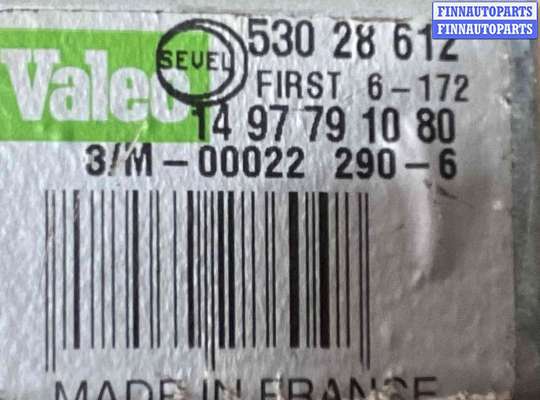 FINNAUTOPARTS
FINNAUTOPARTS
Valeo SEVEL 530 28 612
FIRST 6-172
14 97 79 10 80
3/M-00022 290-6
MADE IN FRANCE